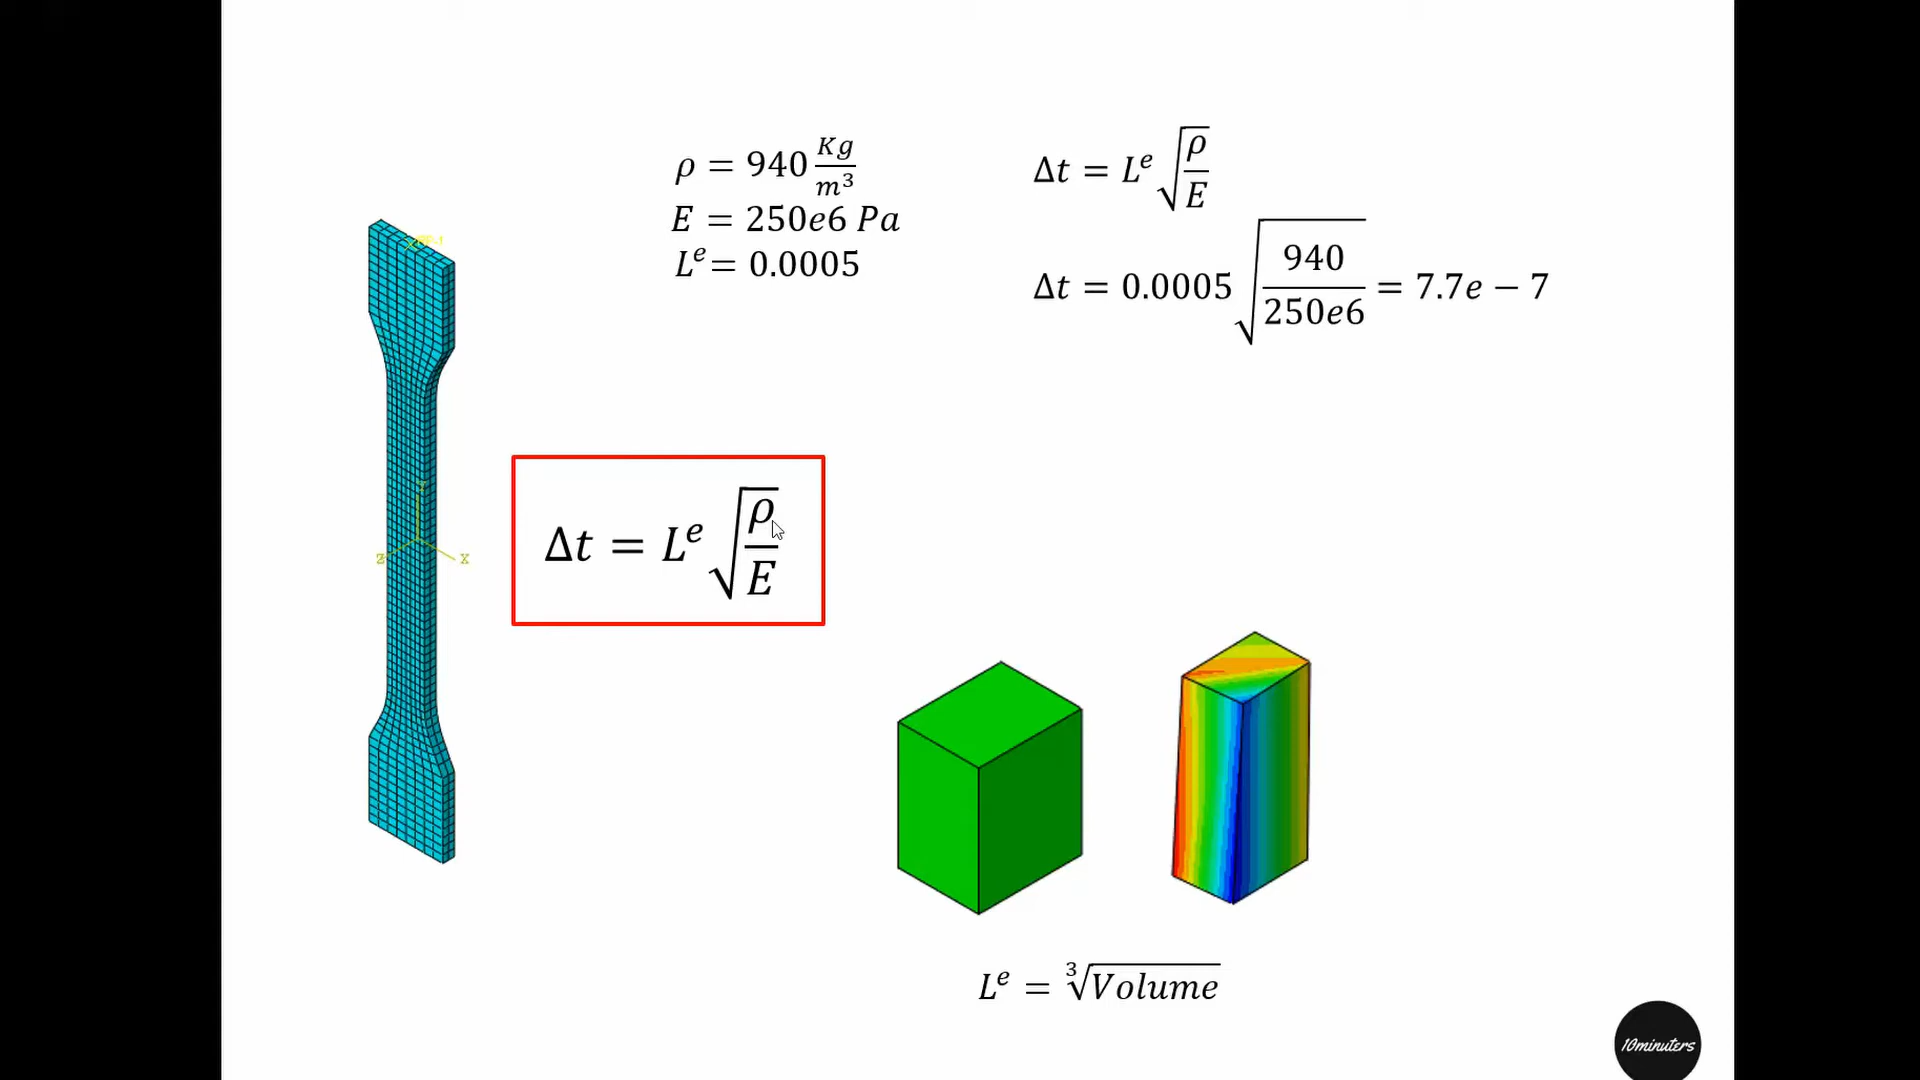 ρ = 940 Kg/m³
E = 250e6 Pa
Lᵉ= 0.0005
Δt = Lᵉ √(ρ/E)
Δt = 0.0005 √(940/250e6) = 7.7e − 7
Y
Z
X
Δt = Lᵉ √(ρ/E)
Lᵉ = ∛Volume
10minuters